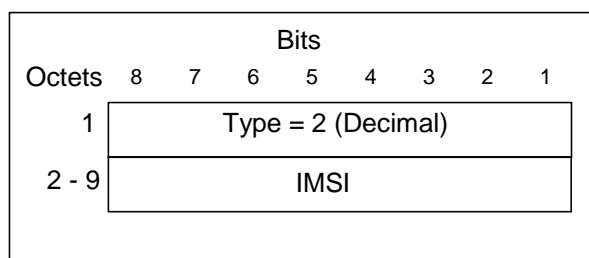 Bits
Octets 8 7 6 5 4 3 2 1
1 Type = 2 (Decimal)
2 - 9 IMSI